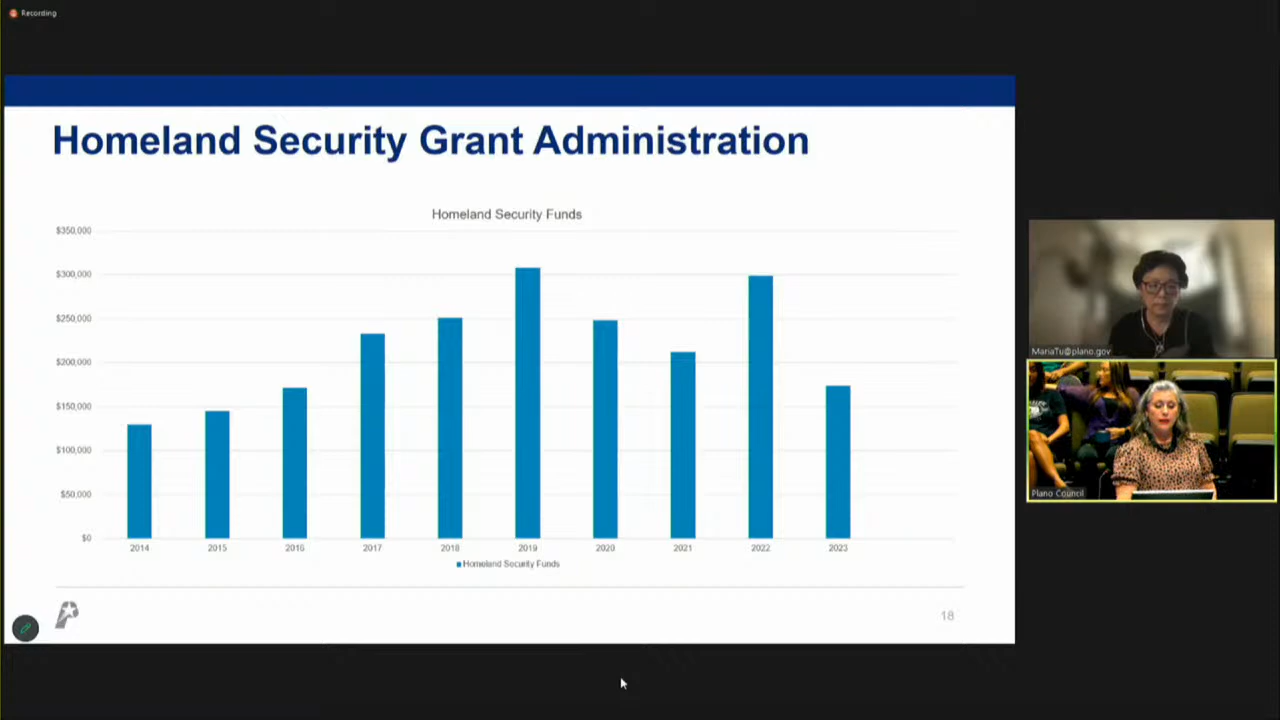 Recording
Homeland Security Grant Administration
Homeland Security Funds
$350,000
$300,000
$250,000
$200,000
$150,000
$100,000
$50,000
$0
2014 2015 2016 2017 2018 2019 2020 2021 2022 2023
Homeland Security Funds
18
MariaTu@plano.gov
Plano Council